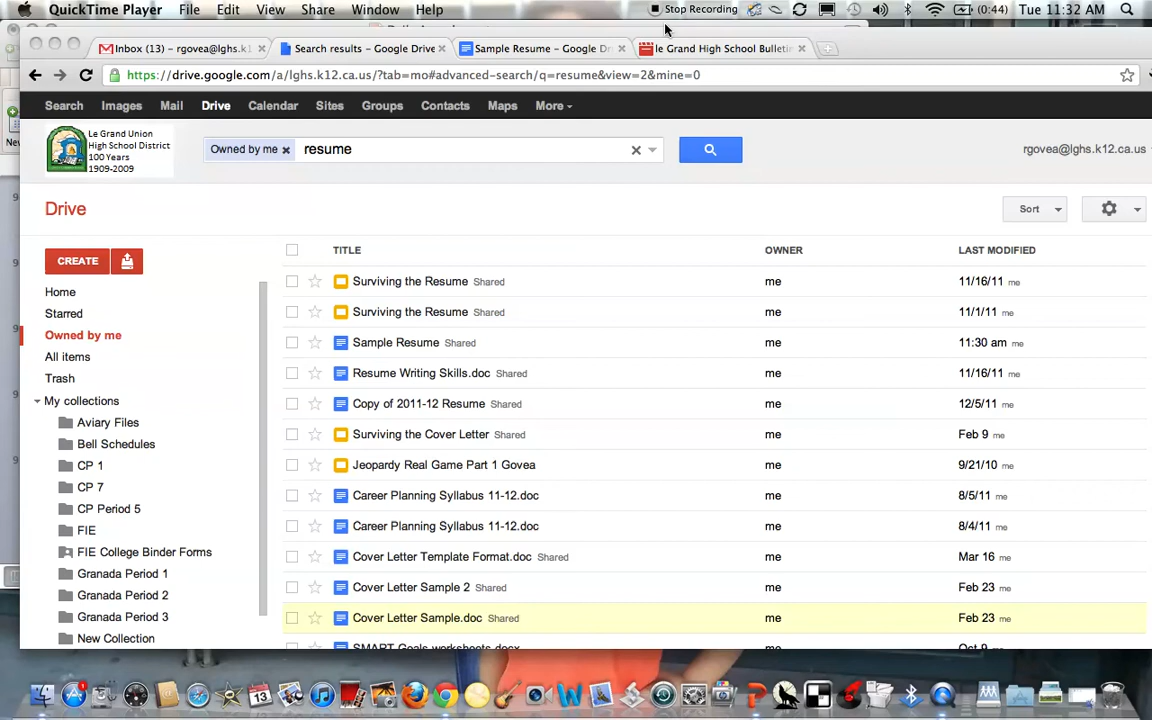 QuickTime Player File Edit View Share Window Help Stop Recording (0:44) Tue 11:32 AM
Inbox (13) – rgovea@lghs.k12 Search results – Google Drive Sample Resume – Google Dri le Grand High School Bulletin
https://drive.google.com/a/lghs.k12.ca.us/?tab=mo#advanced-search/q=resume&view=2&mine=0
Search Images Mail Drive Calendar Sites Groups Contacts Maps More
Le Grand Union
High School District
100 Years
1909-2009
Owned by me × resume
rgovea@lghs.k12.ca.us
Drive
Sort
CREATE
TITLE OWNER LAST MODIFIED
Home
Starred
Owned by me
All items
Trash
My collections
Aviary Files
Bell Schedules
CP 1
CP 7
CP Period 5
FIE
FIE College Binder Forms
Granada Period 1
Granada Period 2
Granada Period 3
New Collection
Surviving the Resume Shared me 11/16/11 me
Surviving the Resume Shared me 11/1/11 me
Sample Resume Shared me 11:30 am me
Resume Writing Skills.doc Shared me 11/16/11 me
Copy of 2011-12 Resume Shared me 12/5/11 me
Surviving the Cover Letter Shared me Feb 9 me
Jeopardy Real Game Part 1 Govea me 9/21/10 me
Career Planning Syllabus 11-12.doc me 8/5/11 me
Career Planning Syllabus 11-12.doc me 8/4/11 me
Cover Letter Template Format.doc Shared me Mar 16 me
Cover Letter Sample 2 Shared me Feb 23 me
Cover Letter Sample.doc Shared me Feb 23 me
SMART Goals worksheets.docx me Oct 9 me